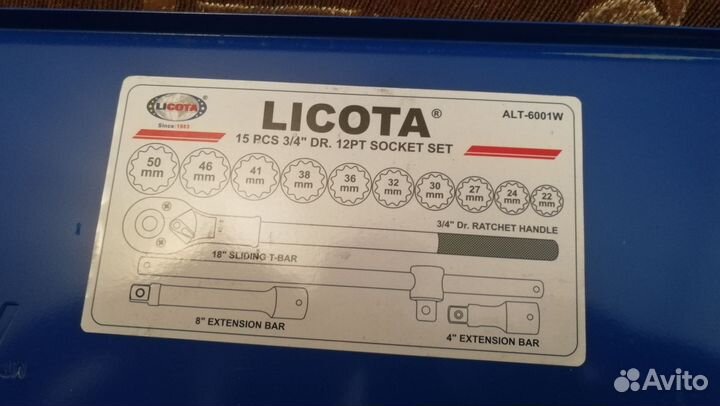 LICOTA
Since:1983
LICOTA®
ALT-6001W
15 PCS 3/4" DR. 12PT SOCKET SET
50 mm
46 mm
41 mm
38 mm
36 mm
32 mm
30 mm
27 mm
24 mm
22 mm
3/4" Dr. RATCHET HANDLE
18" SLIDING T-BAR
8" EXTENSION BAR
4" EXTENSION BAR
Avito